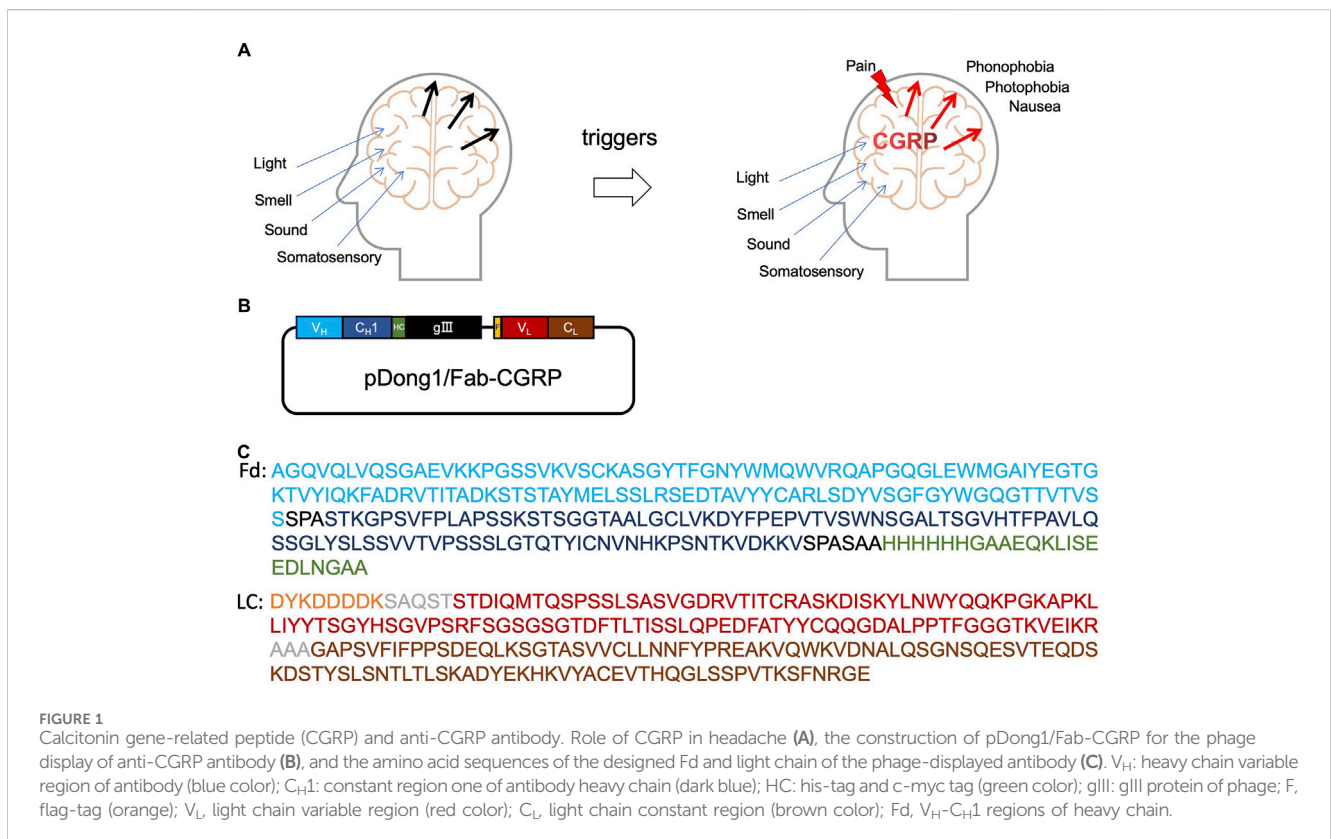 A
Light
Smell
Sound
Somatosensory
triggers
Pain
Phonophobia
Photophobia
Nausea
CGRP
Light
Smell
Sound
Somatosensory
B
VH CH1 HC gIII F VL CL
pDong1/Fab-CGRP
C
Fd: AGQVQLVQSGAEVKKPGSSVKVSCKASGYTFGNYWMQWVRQAPGQGLEWMGAIYEGTG
KTVYIQKFADRVTITADKSTSTAYMELSSLRSEDTAVYYCARLSDYVSGFGYWGQGTTVTVS
SSPASTKGPSVFPLAPSSKSTSGGTAALGCLVKDYFPEPVTVSWNSGALTSGVHTFPAVLQ
SSGLYSLSSVVTVPSSSLGTQTYICNVNHKPSNTKVDKKVSPASAAHHHHHHGAAEQKLISE
EDLNGAA
LC: DYKDDDDKSAQSTSTDIQMTQSPSSLSASVGDRVTITCRASKDISKYLNWYQQKPGKAPKL
LIYYTSGYHSGVPSRFSGSGSGTDFTLTISSLQPEDFATYYCQQGDALPPTFGGGTKVEIKR
AAAGAPSVFIFPPSDEQLKSGTASVVCLLNNFYPREAKVQWKVDNALQSGNSQESVTEQDS
KDSTYSLSNTLTLSKADYEKHKVYACEVTHQGLSSPVTKSFNRGE
FIGURE 1
Calcitonin gene-related peptide (CGRP) and anti-CGRP antibody. Role of CGRP in headache (A), the construction of pDong1/Fab-CGRP for the phage
display of anti-CGRP antibody (B), and the amino acid sequences of the designed Fd and light chain of the phage-displayed antibody (C). VH: heavy chain variable
region of antibody (blue color); CH1: constant region one of antibody heavy chain (dark blue); HC: his-tag and c-myc tag (green color); gIII: gIII protein of phage; F,
flag-tag (orange); VL, light chain variable region (red color); CL, light chain constant region (brown color); Fd, VH-CH1 regions of heavy chain.